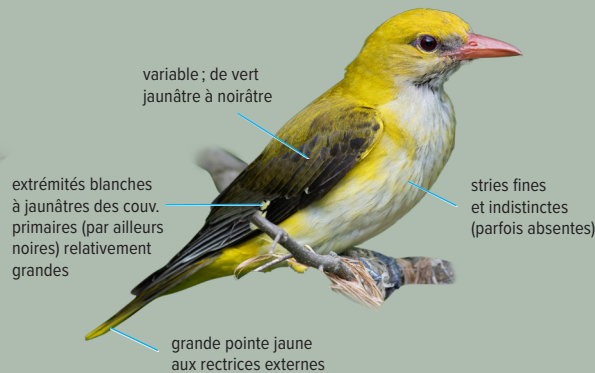 variable ; de vert
jaunâtre à noirâtre
extrémités blanches
à jaunâtres des couv.
primaires (par ailleurs
noires) relativement
grandes
stries fines
et indistinctes
(parfois absentes)
grande pointe jaune
aux rectrices externes